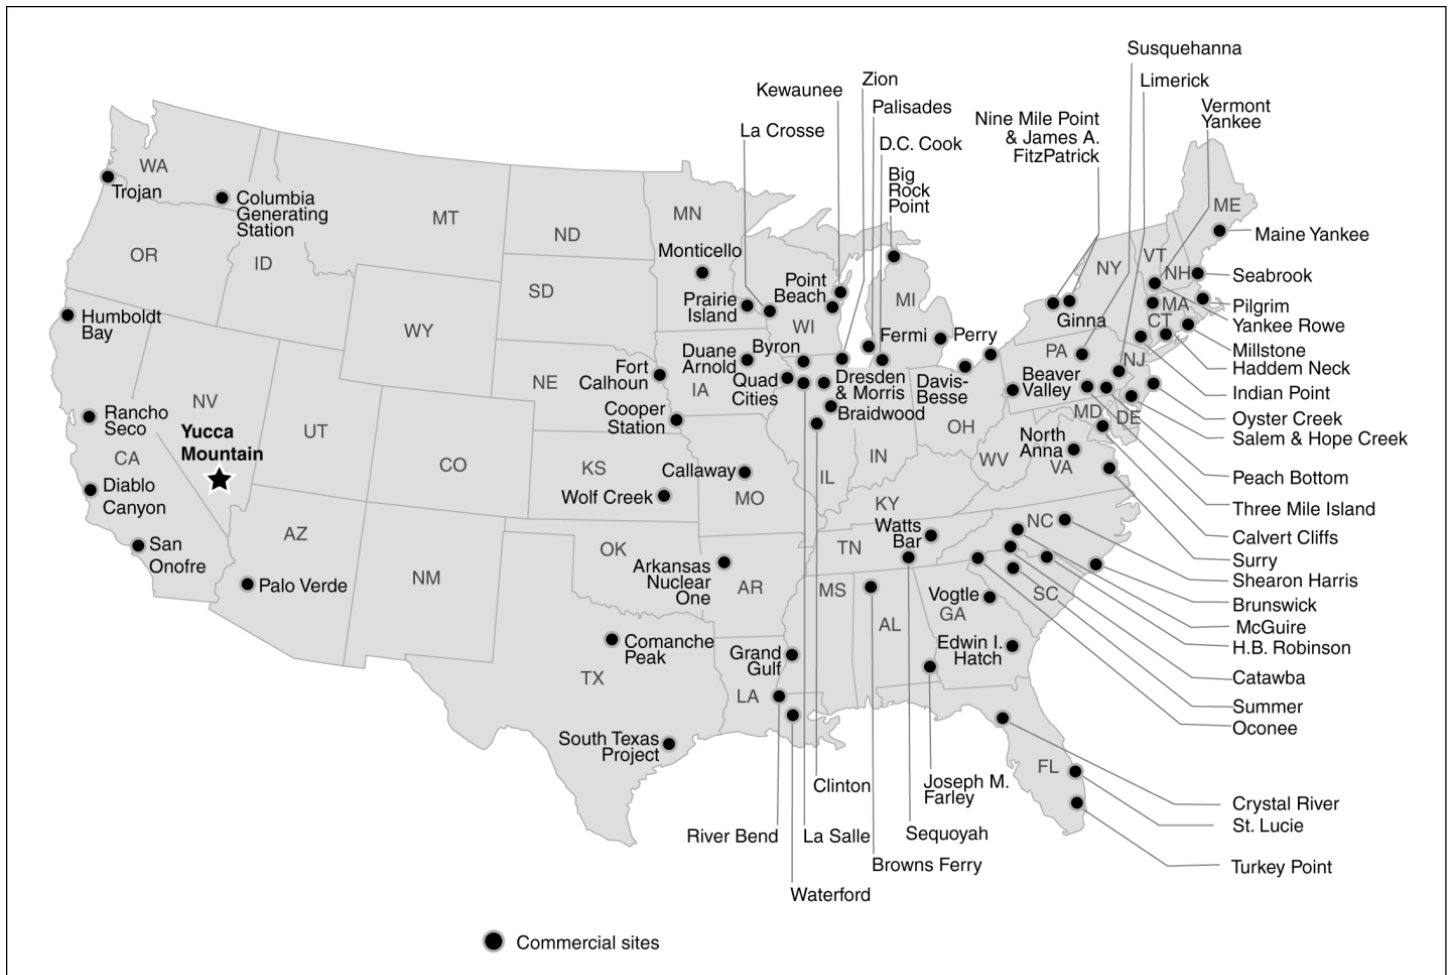 Susquehanna
Limerick
Vermont
Yankee
Zion
Kewaunee
Palisades
La Crosse
D.C. Cook
Nine Mile Point
& James A.
FitzPatrick
Big
Rock
Point
WA
Trojan
Columbia
Generating
Station
MT
ND
MN
Monticello
OR
ID
SD
WY
Prairie
Island
Point
Beach
WI
MI
NY
VT
NH
ME
Maine Yankee
Seabrook
Pilgrim
MA
Yankee Rowe
CT
Ginna
Millstone
Haddem Neck
Indian Point
Oyster Creek
Salem & Hope Creek
Humboldt
Bay
Fermi
Perry
Duane
Arnold
Byron
Fort
Calhoun
NE
IA
Quad
Cities
Dresden
& Morris
Braidwood
Davis-
Besse
PA
NJ
Beaver
Valley
Cooper
Station
OH
MD
DE
Rancho
Seco
NV
Yucca
Mountain
UT
CA
CO
KS
Callaway
Wolf Creek
MO
IL
IN
WV
North
Anna
VA
Peach Bottom
Three Mile Island
Calvert Cliffs
Surry
Shearon Harris
Brunswick
McGuire
H.B. Robinson
Catawba
Summer
Oconee
Diablo
Canyon
San
Onofre
AZ
Palo Verde
NM
OK
Arkansas
Nuclear
One
AR
KY
Watts
Bar
TN
NC
SC
MS
AL
Vogtle
GA
Edwin I.
Hatch
Comanche
Peak
TX
Grand
Gulf
LA
South Texas
Project
FL
Clinton
Joseph M.
Farley
River Bend
La Salle
Sequoyah
Browns Ferry
Waterford
Crystal River
St. Lucie
Turkey Point
Commercial sites